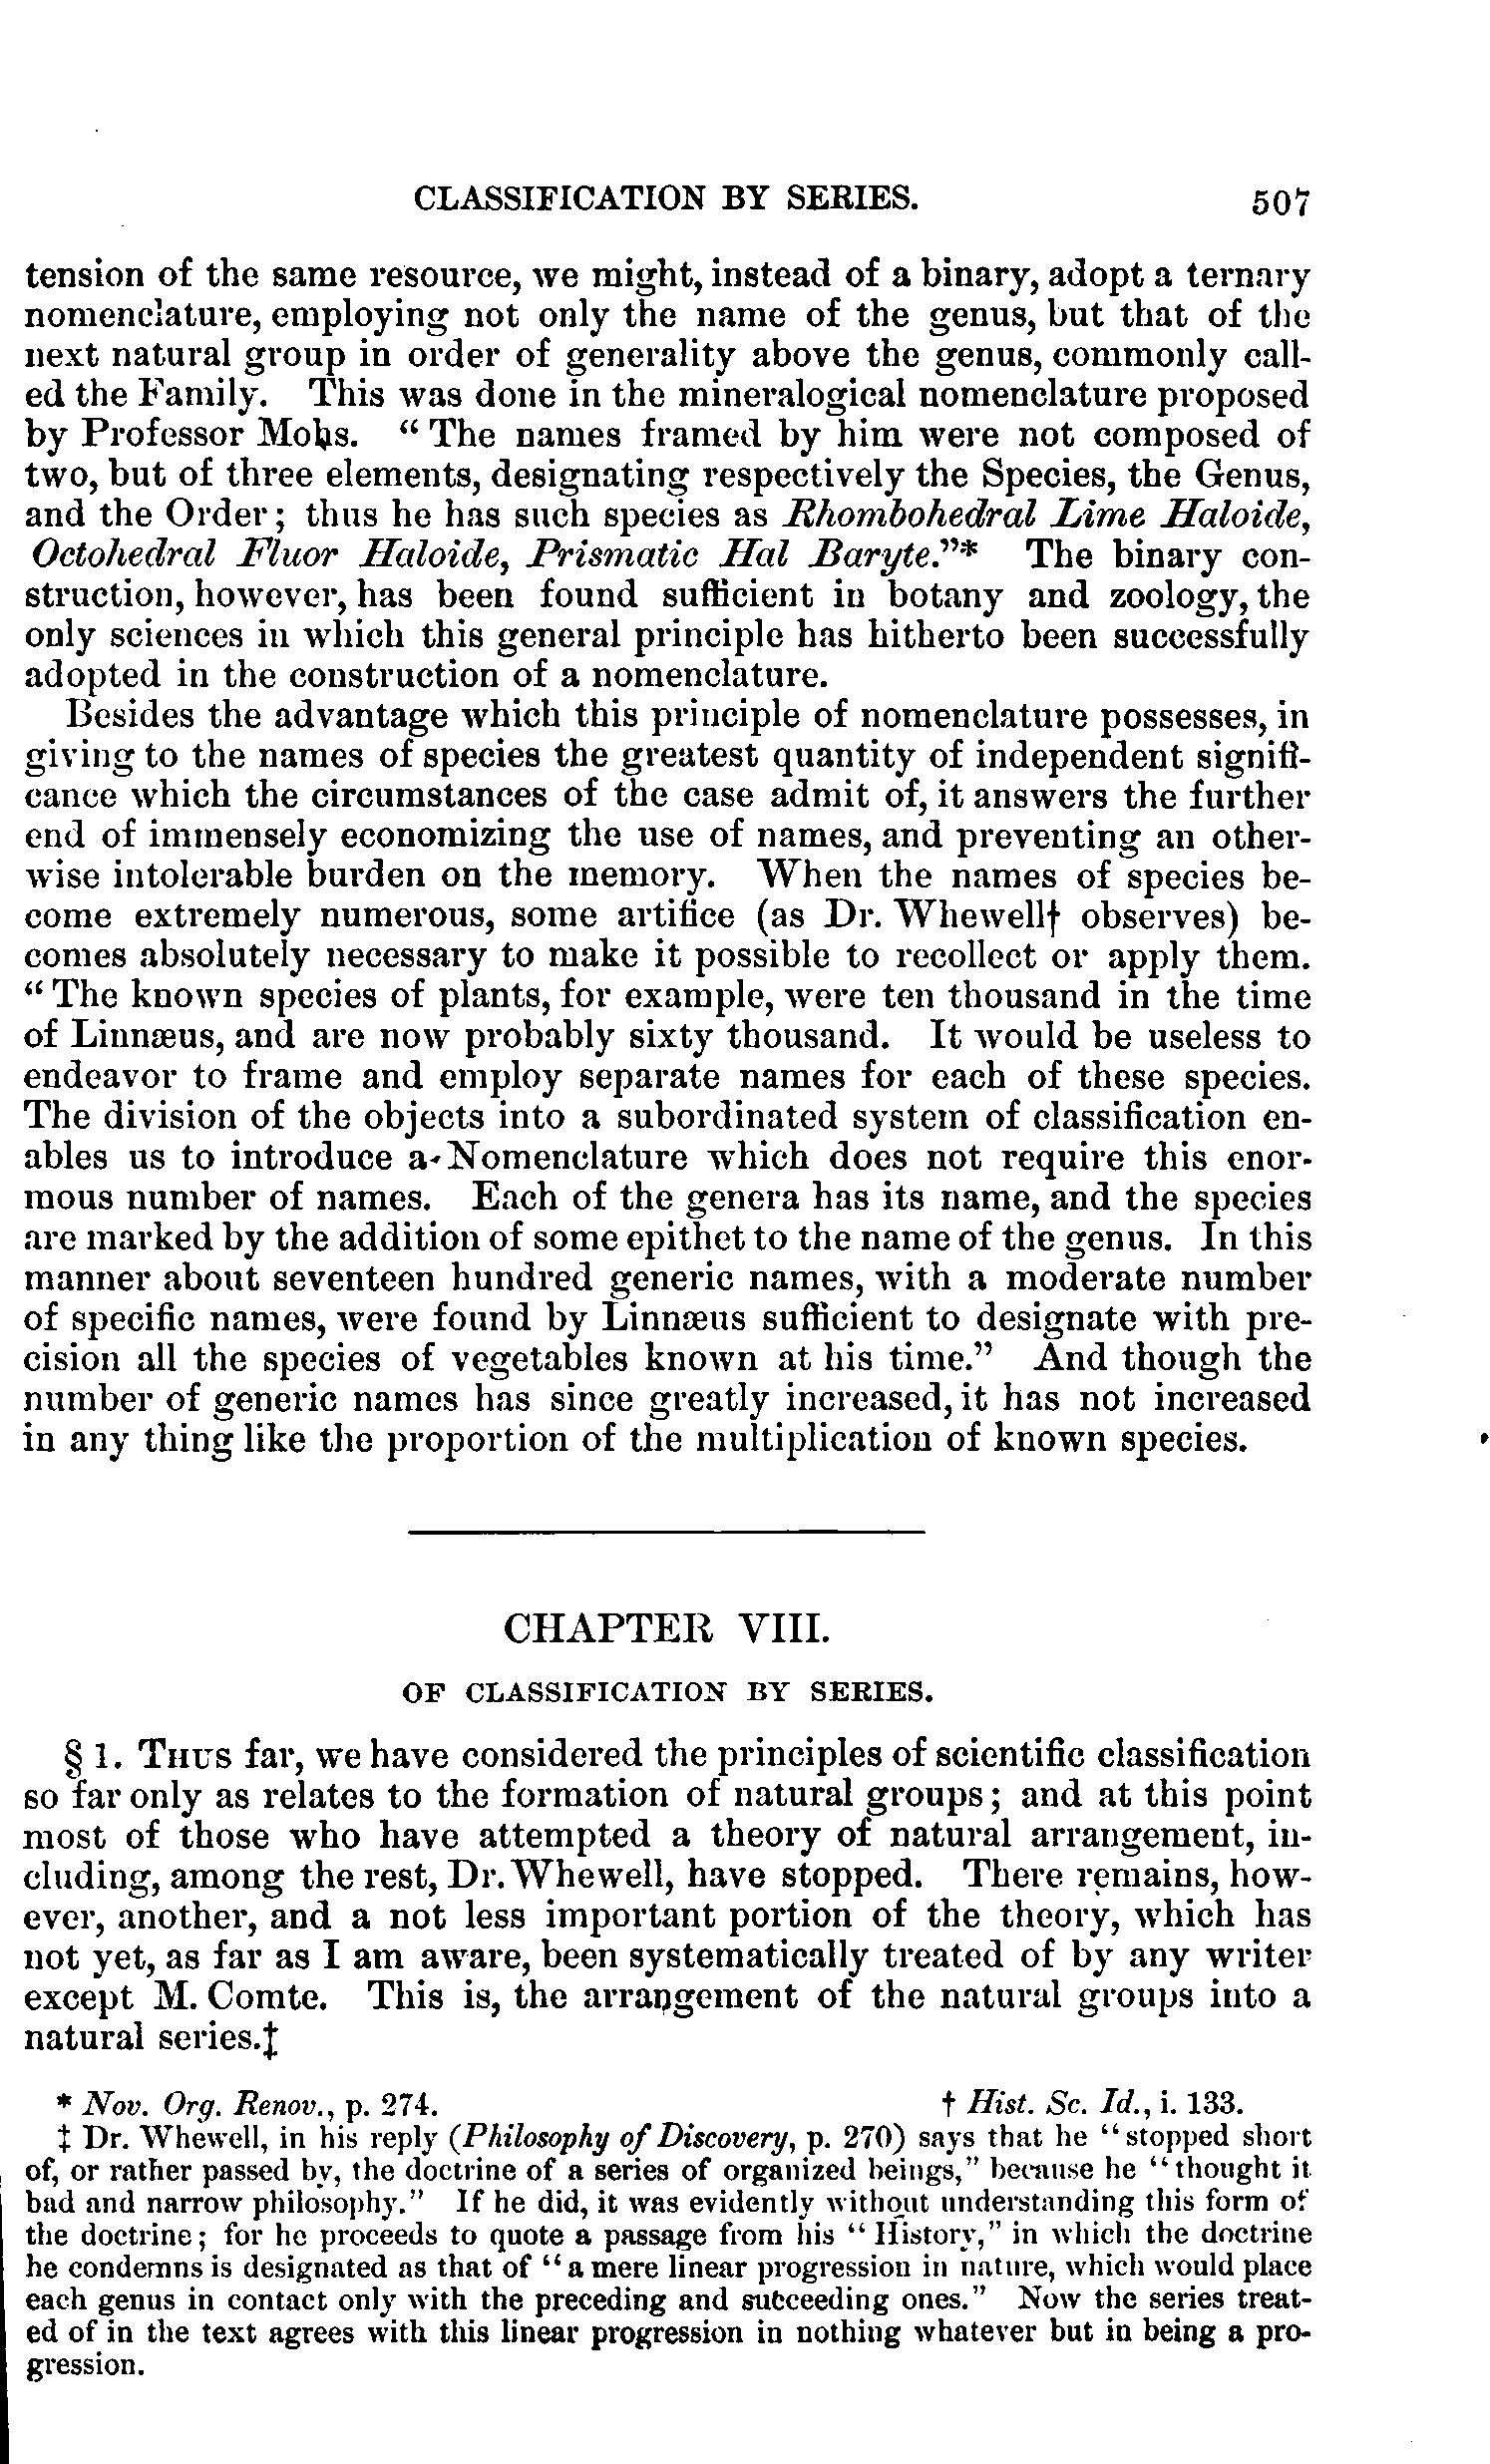 CLASSIFICATION BY SERIES. 507
tension of the same resource, we might, instead of a binary, adopt a ternary
nomenclature, employing not only the name of the genus, but that of the
next natural group in order of generality above the genus, commonly call-
ed the Family. This was done in the mineralogical nomenclature proposed
by Professor Mohs. “The names framed by him were not composed of
two, but of three elements, designating respectively the Species, the Genus,
and the Order; thus he has such species as Rhombohedral Lime Haloide,
Octohedral Fluor Haloide, Prismatic Hal Baryte.”* The binary con-
struction, however, has been found sufficient in botany and zoology, the
only sciences in which this general principle has hitherto been successfully
adopted in the construction of a nomenclature.
Besides the advantage which this principle of nomenclature possesses, in
giving to the names of species the greatest quantity of independent signifi-
cance which the circumstances of the case admit of, it answers the further
end of immensely economizing the use of names, and preventing an other-
wise intolerable burden on the memory. When the names of species be-
come extremely numerous, some artifice (as Dr. Whewell† observes) be-
comes absolutely necessary to make it possible to recollect or apply them.
“The known species of plants, for example, were ten thousand in the time
of Linnæus, and are now probably sixty thousand. It would be useless to
endeavor to frame and employ separate names for each of these species.
The division of the objects into a subordinated system of classification en-
ables us to introduce a Nomenclature which does not require this enor-
mous number of names. Each of the genera has its name, and the species
are marked by the addition of some epithet to the name of the genus. In this
manner about seventeen hundred generic names, with a moderate number
of specific names, were found by Linnæus sufficient to designate with pre-
cision all the species of vegetables known at his time.” And though the
number of generic names has since greatly increased, it has not increased
in any thing like the proportion of the multiplication of known species.
CHAPTER VIII.
OF CLASSIFICATION BY SERIES.
§ 1. THUS far, we have considered the principles of scientific classification
so far only as relates to the formation of natural groups; and at this point
most of those who have attempted a theory of natural arrangement, in-
cluding, among the rest, Dr. Whewell, have stopped. There remains, how-
ever, another, and a not less important portion of the theory, which has
not yet, as far as I am aware, been systematically treated of by any writer
except M. Comte. This is, the arrangement of the natural groups into a
natural series.‡
* Nov. Org. Renov., p. 274. † Hist. Sc. Id., i. 133.
‡ Dr. Whewell, in his reply (Philosophy of Discovery, p. 270) says that he “stopped short
of, or rather passed by, the doctrine of a series of organized beings,” because he “thought it
bad and narrow philosophy.” If he did, it was evidently without understanding this form of
the doctrine; for he proceeds to quote a passage from his “History,” in which the doctrine
he condemns is designated as that of “a mere linear progression in nature, which would place
each genus in contact only with the preceding and succeeding ones.” Now the series treat-
ed of in the text agrees with this linear progression in nothing whatever but in being a pro-
gression.